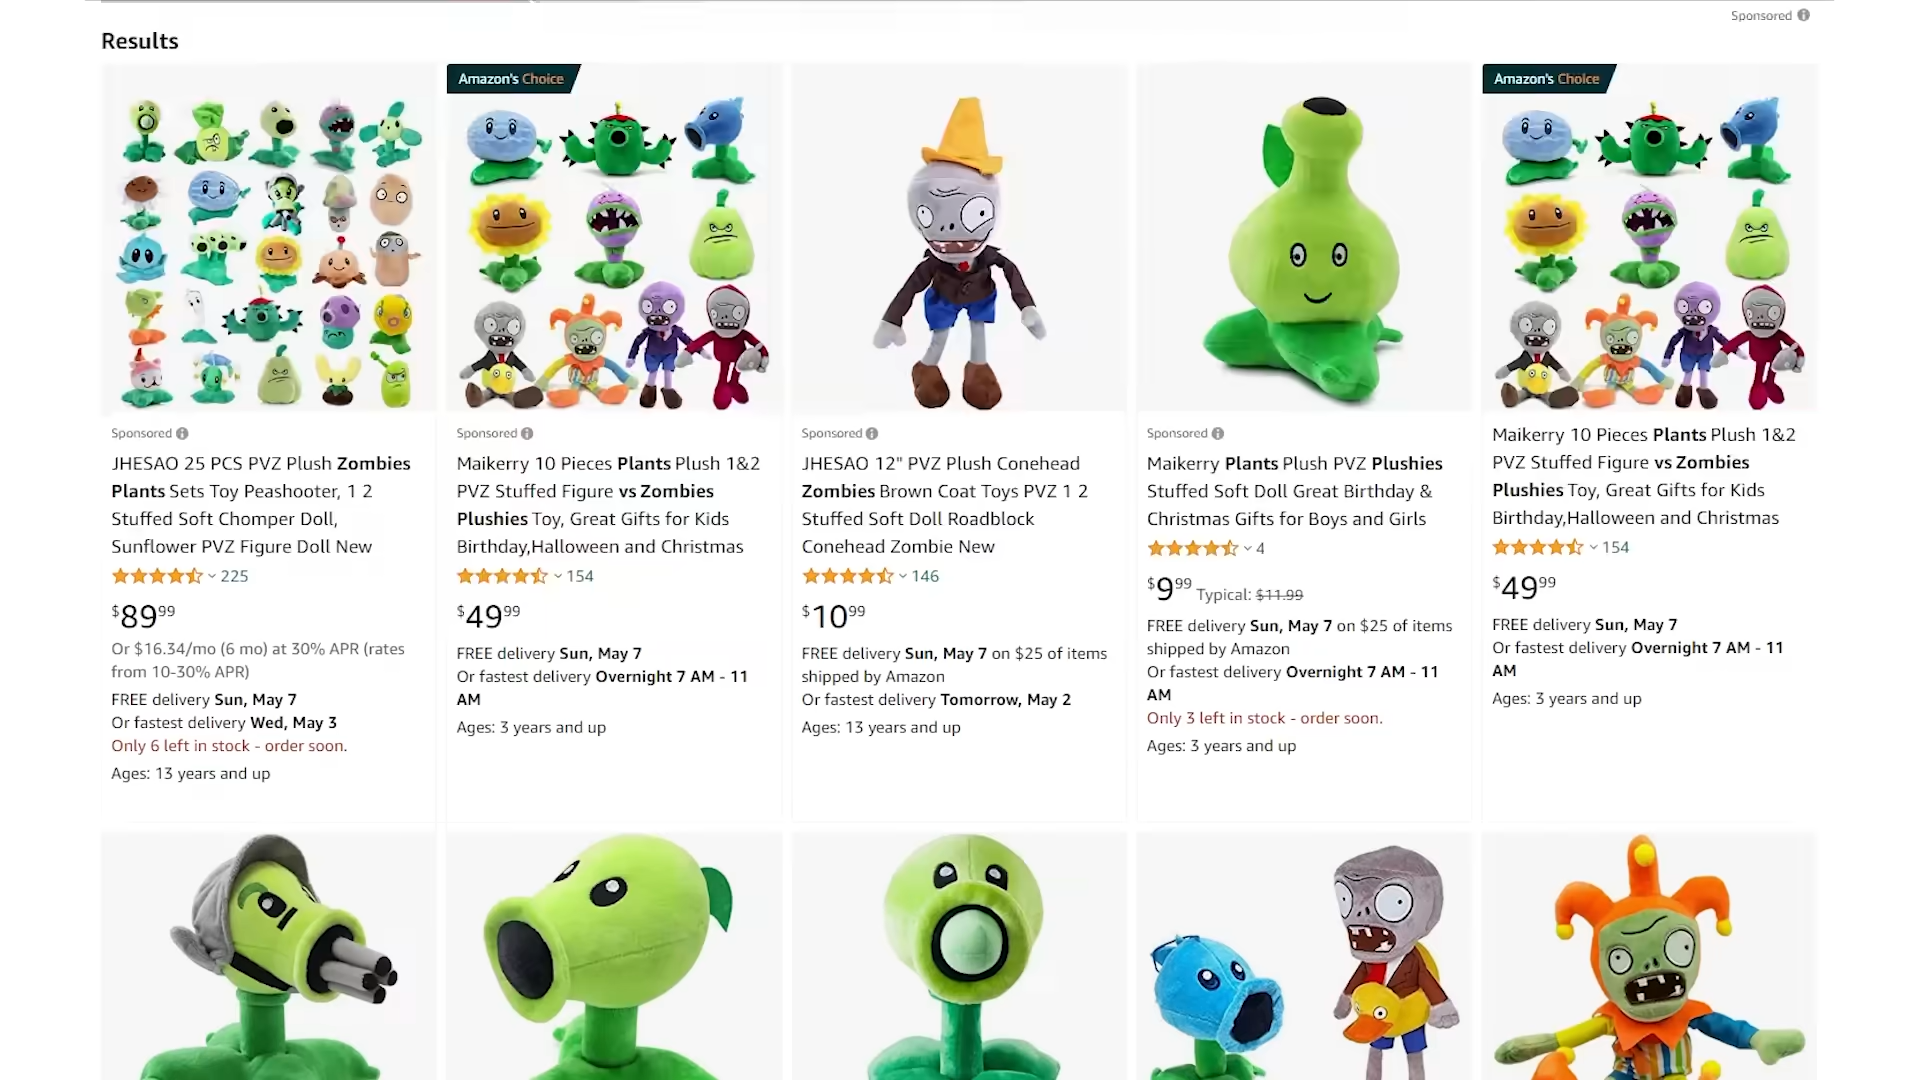 Sponsored
Results
Amazon's Choice
Amazon's Choice
Sponsored
JHESAO 25 PCS PVZ Plush Zombies
Plants Sets Toy Peashooter, 1 2
Stuffed Soft Chomper Doll,
Sunflower PVZ Figure Doll New
225
$89.99
Or $16.34/mo (6 mo) at 30% APR (rates
from 10-30% APR)
FREE delivery Sun, May 7
Or fastest delivery Wed, May 3
Only 6 left in stock - order soon.
Ages: 13 years and up
Sponsored
Maikerry 10 Pieces Plants Plush 1&2
PVZ Stuffed Figure vs Zombies
Plushies Toy, Great Gifts for Kids
Birthday,Halloween and Christmas
154
$49.99
FREE delivery Sun, May 7
Or fastest delivery Overnight 7 AM - 11
AM
Ages: 3 years and up
Sponsored
JHESAO 12" PVZ Plush Conehead
Zombies Brown Coat Toys PVZ 1 2
Stuffed Soft Doll Roadblock
Conehead Zombie New
146
$10.99
FREE delivery Sun, May 7 on $25 of items
shipped by Amazon
Or fastest delivery Tomorrow, May 2
Ages: 13 years and up
Sponsored
Maikerry Plants Plush PVZ Plushies
Stuffed Soft Doll Great Birthday &
Christmas Gifts for Boys and Girls
4
$9.99 Typical: $11.99
FREE delivery Sun, May 7 on $25 of items
shipped by Amazon
Or fastest delivery Overnight 7 AM - 11
AM
Only 3 left in stock - order soon.
Ages: 3 years and up
Maikerry 10 Pieces Plants Plush 1&2
PVZ Stuffed Figure vs Zombies
Plushies Toy, Great Gifts for Kids
Birthday,Halloween and Christmas
154
$49.99
FREE delivery Sun, May 7
Or fastest delivery Overnight 7 AM - 11
AM
Ages: 3 years and up